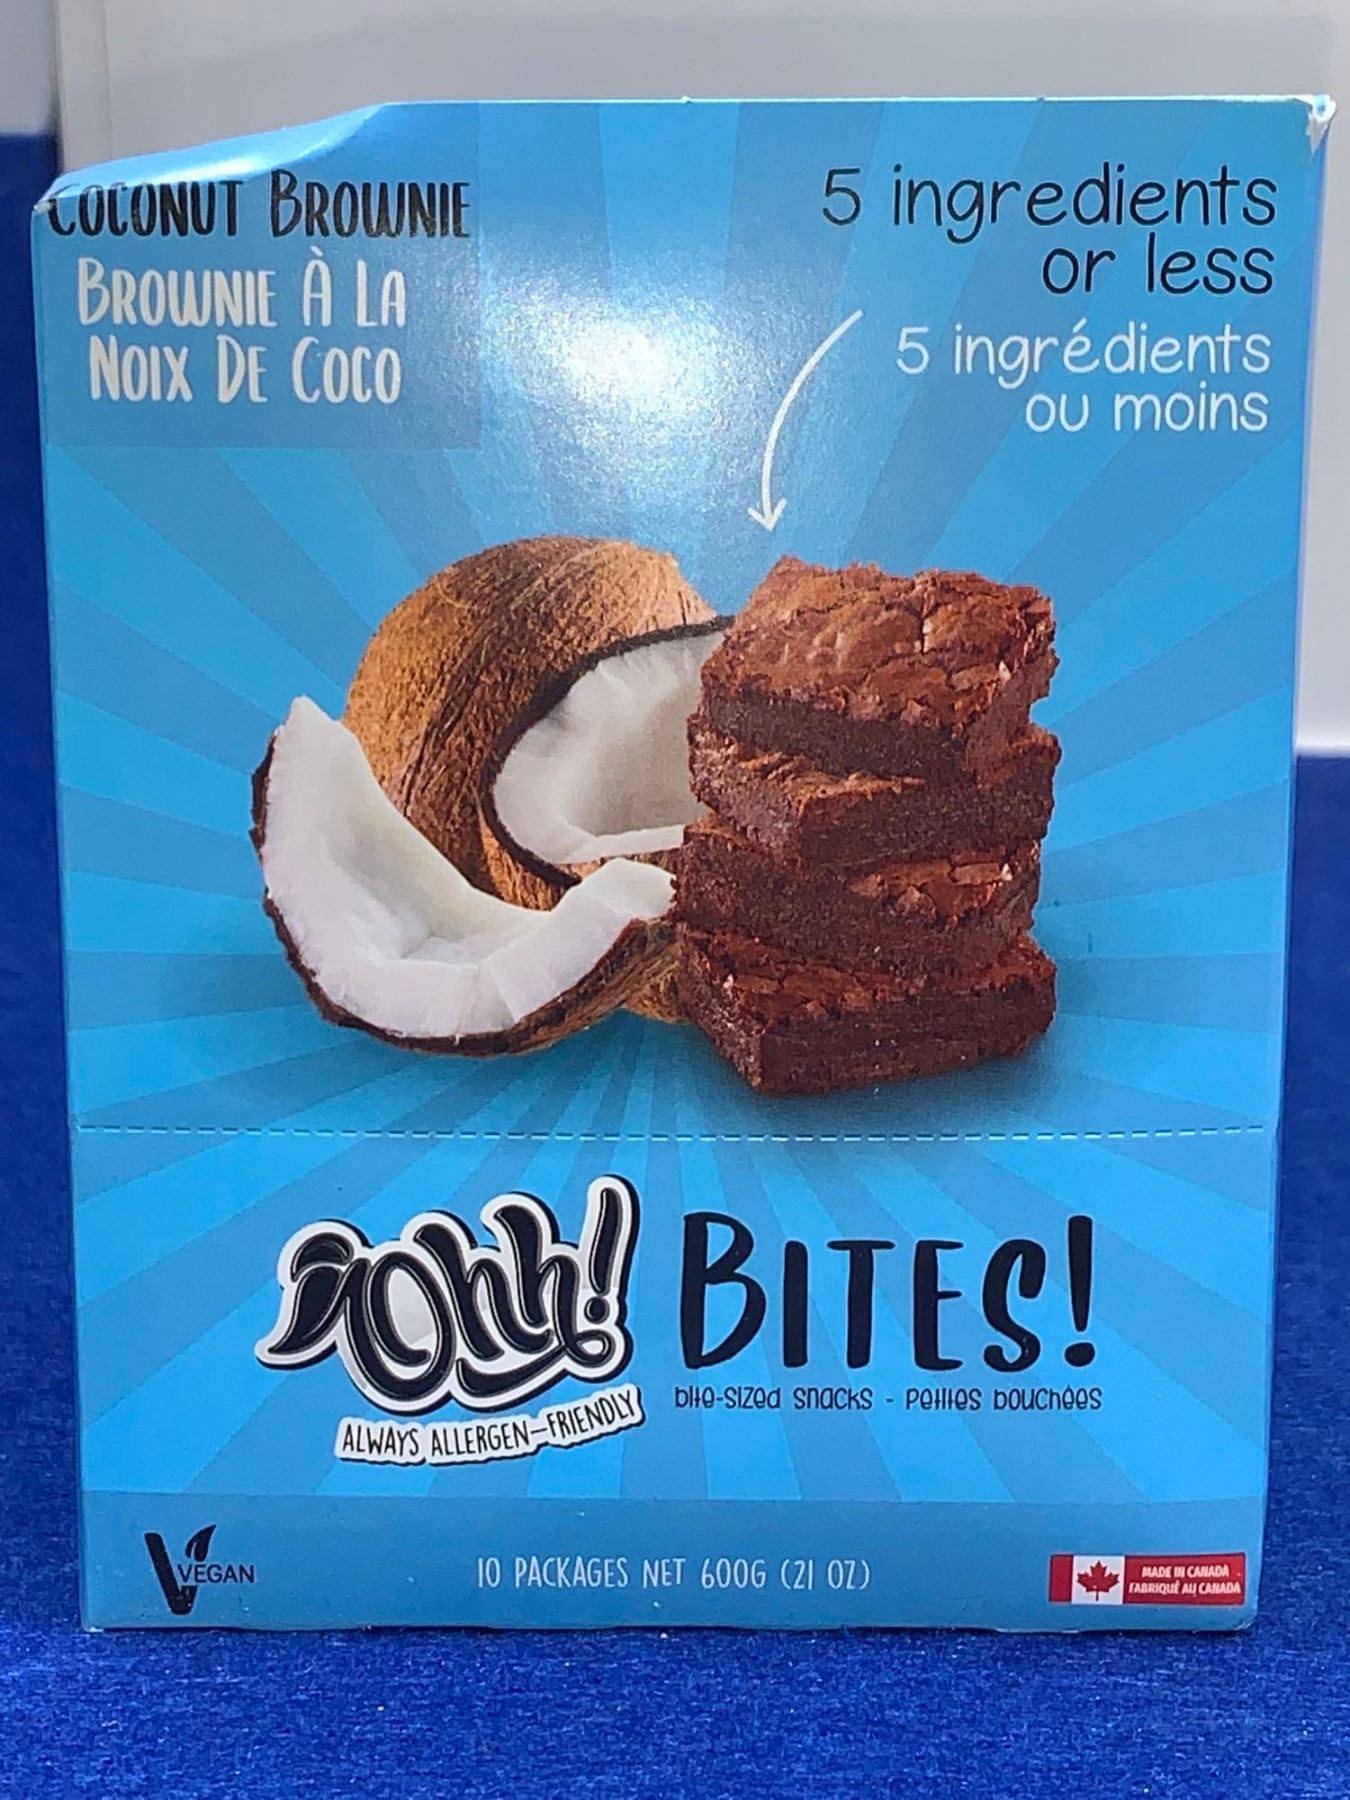 COCONUT BROWNIE
BROWNIE À LA
NOIX DE COCO
5 ingredients
or less
5 ingrédients
ou moins
Ohh! BITES!
bite-sized snacks - Petites bouchées
ALWAYS ALLERGEN-FRIENDLY
VEGAN
10 PACKAGES NET 600G (21 OZ)
MADE IN CANADA
FABRIQUÉ AU CANADA